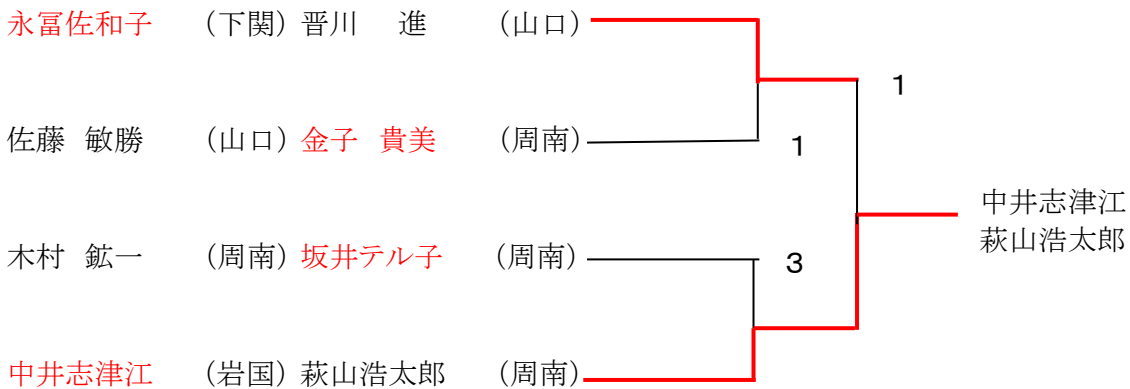 永冨佐和子 (下関) 晋川 進 (山口)
1
佐藤 敏勝 (山口) 金子 貴美 (周南)
1
中井志津江
萩山浩太郎
木村 鉱一 (周南) 坂井テル子 (周南)
3
中井志津江 (岩国) 萩山浩太郎 (周南)